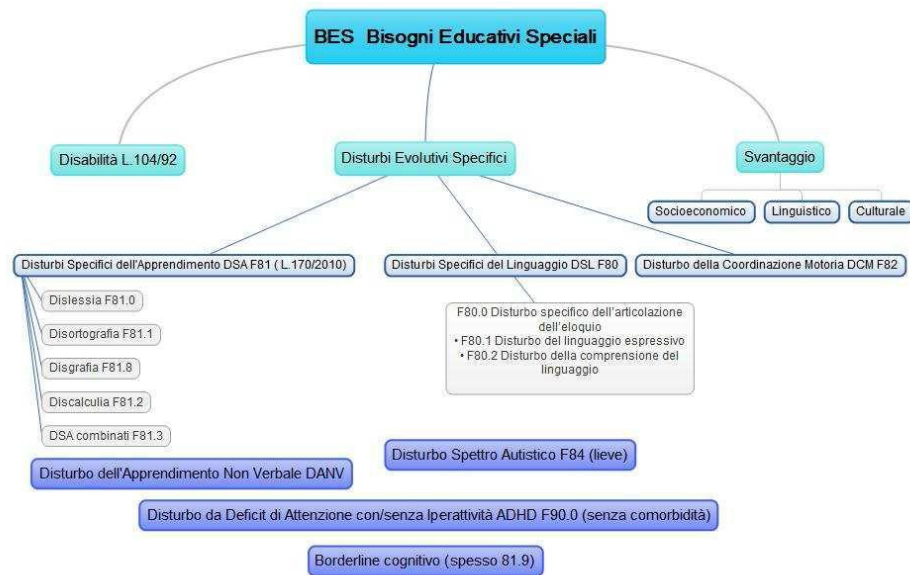 BES Bisogni Educativi Speciali
Disabilità L.104/92
Disturbi Evolutivi Specifici
Svantaggio
Socioeconomico
Linguistico
Culturale
Disturbi Specifici dell'Apprendimento DSA F81 ( L.170/2010)
Disturbi Specifici del Linguaggio DSL F80
Disturbo della Coordinazione Motoria DCM F82
Dislessia F81.0
Disortografia F81.1
Disgrafia F81.8
Discalculia F81.2
DSA combinati F81.3
F80.0 Disturbo specifico dell'articolazione
dell'eloquio
• F80.1 Disturbo del linguaggio espressivo
• F80.2 Disturbo della comprensione del
linguaggio
Disturbo Spettro Autistico F84 (lieve)
Disturbo dell'Apprendimento Non Verbale DANV
Disturbo da Deficit di Attenzione con/senza Iperattività ADHD F90.0 (senza comorbidità)
Borderline cognitivo (spesso 81.9)